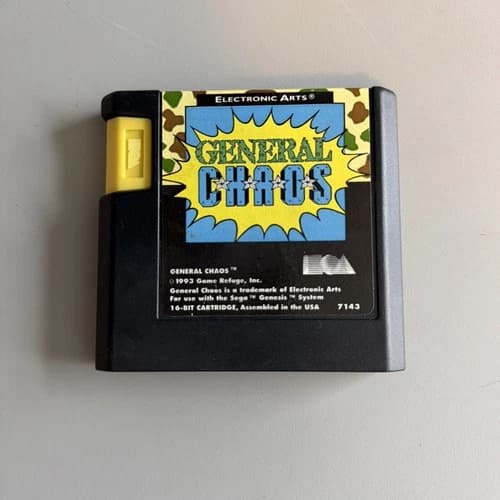 ELECTRONIC ARTS®
GENERAL
CHAOS
EA
GENERAL CHAOS™
© 1993 Game Refuge, Inc.
General Chaos is a trademark of Electronic Arts
For use with the Sega™ Genesis™ System
16-BIT CARTRIDGE, Assembled in the USA 7143